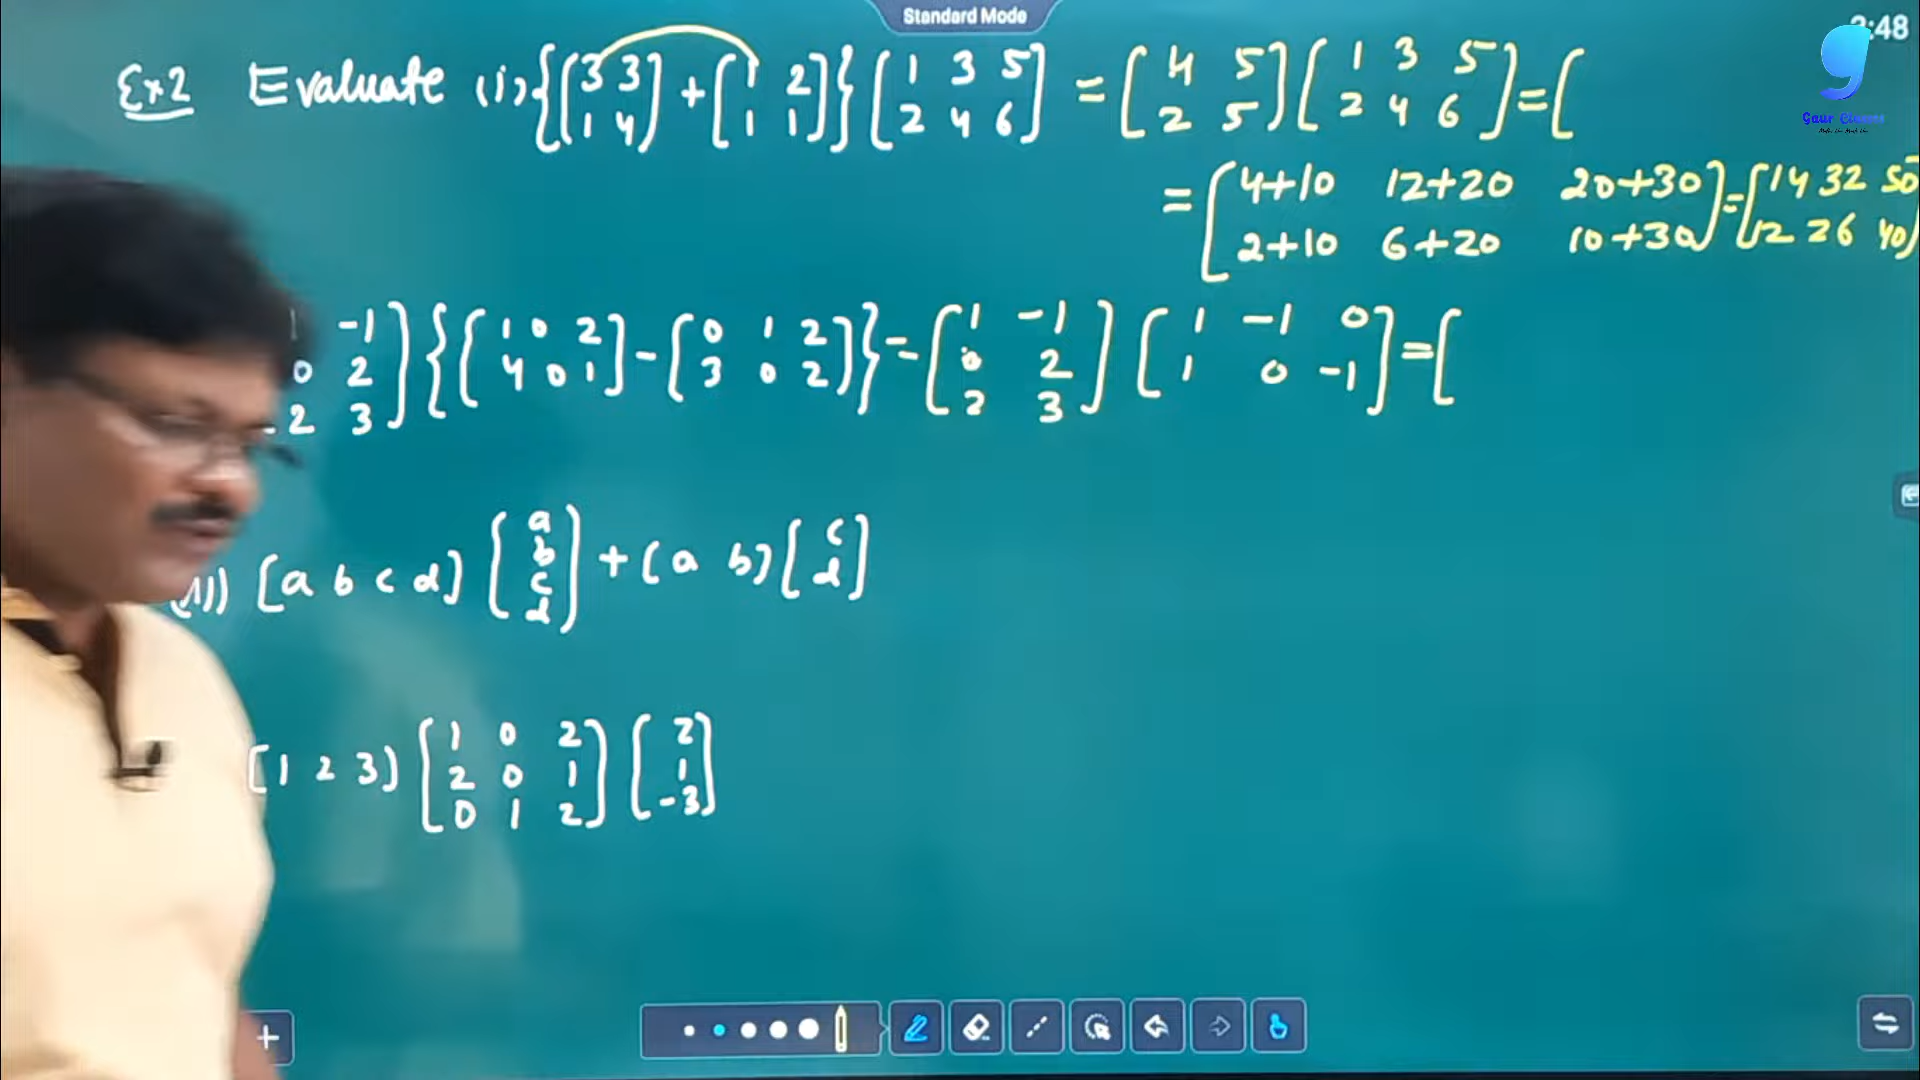 Standard Mode
:48
Gaur Classes
Ex 2 Evaluate (i) {[3 3 1 4] + [1 2 1 1]} [1 3 5 2 4 6] = [4 5 2 5] [1 3 5 2 4 6] = [
= [4+10 12+20 20+30 2+10 6+20 10+30] = [14 32 50 12 26 40]
1 -1 0 2 2 3] {[1 0 2 4 0 1] - [0 1 2 3 0 2]} = [1 -1 0 2 2 3] [1 -1 0 1 0 -1] = [
[a b c d] [a b c d] + [a b] [c d]
[1 2 3] [1 0 2 2 0 1 0 1 2] [2 1 -3]